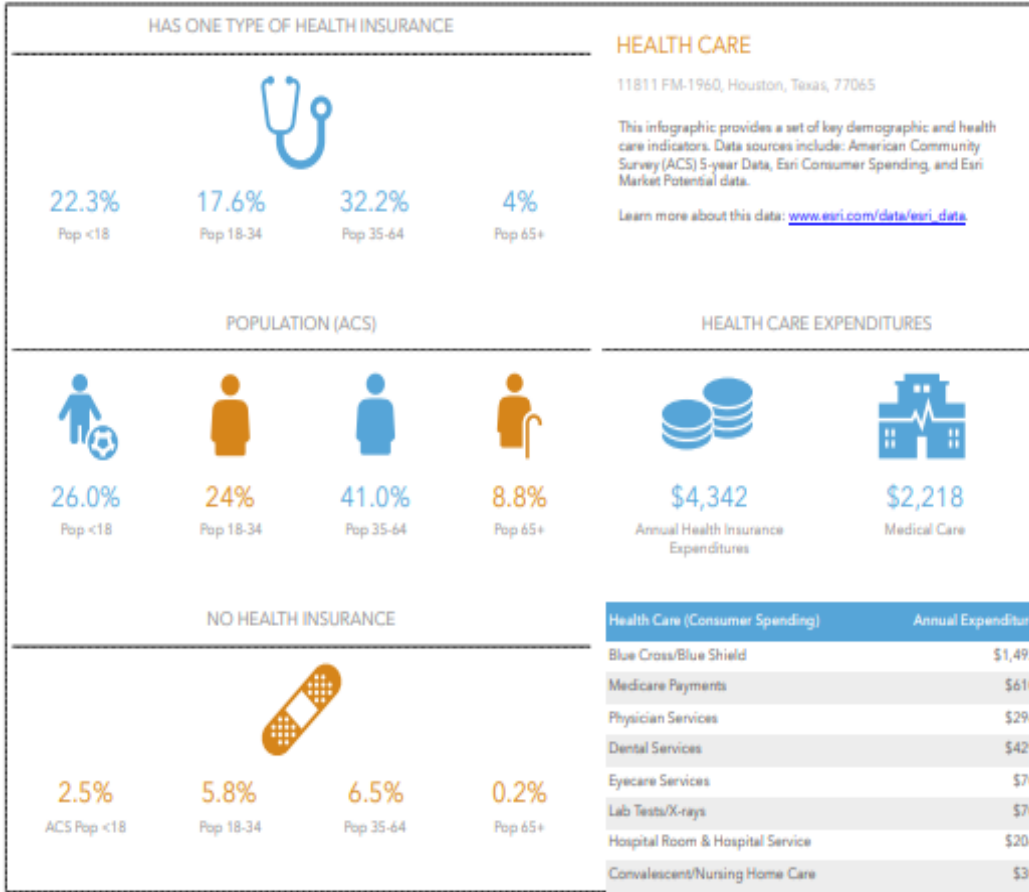 HAS ONE TYPE OF HEALTH INSURANCE
22.3% 17.6% 32.2% 4%
Pop <18 Pop 18-34 Pop 35-64 Pop 65+
HEALTH CARE
11811 FM-1960, Houston, Texas, 77065
This infographic provides a set of key demographic and health
care indicators. Data sources include: American Community
Survey (ACS) 5-year Data, Esri Consumer Spending, and Esri
Market Potential data.
Learn more about this data: www.esri.com/data/esri_data.
POPULATION (ACS)
26.0% 24% 41.0% 8.8%
Pop <18 Pop 18-34 Pop 35-64 Pop 65+
HEALTH CARE EXPENDITURES
$4,342 $2,218
Annual Health Insurance Medical Care
Expenditures
NO HEALTH INSURANCE
2.5% 5.8% 6.5% 0.2%
ACS Pop <18 Pop 18-34 Pop 35-64 Pop 65+
Health Care (Consumer Spending) Annual
Blue Cross/Blue Shield
Medicare Payments
Physician Services
Dental Services
Eyecare Services
Lab Tests/X-rays
Hospital Room & Hospital Service
Convalescent/Nursing Home Care